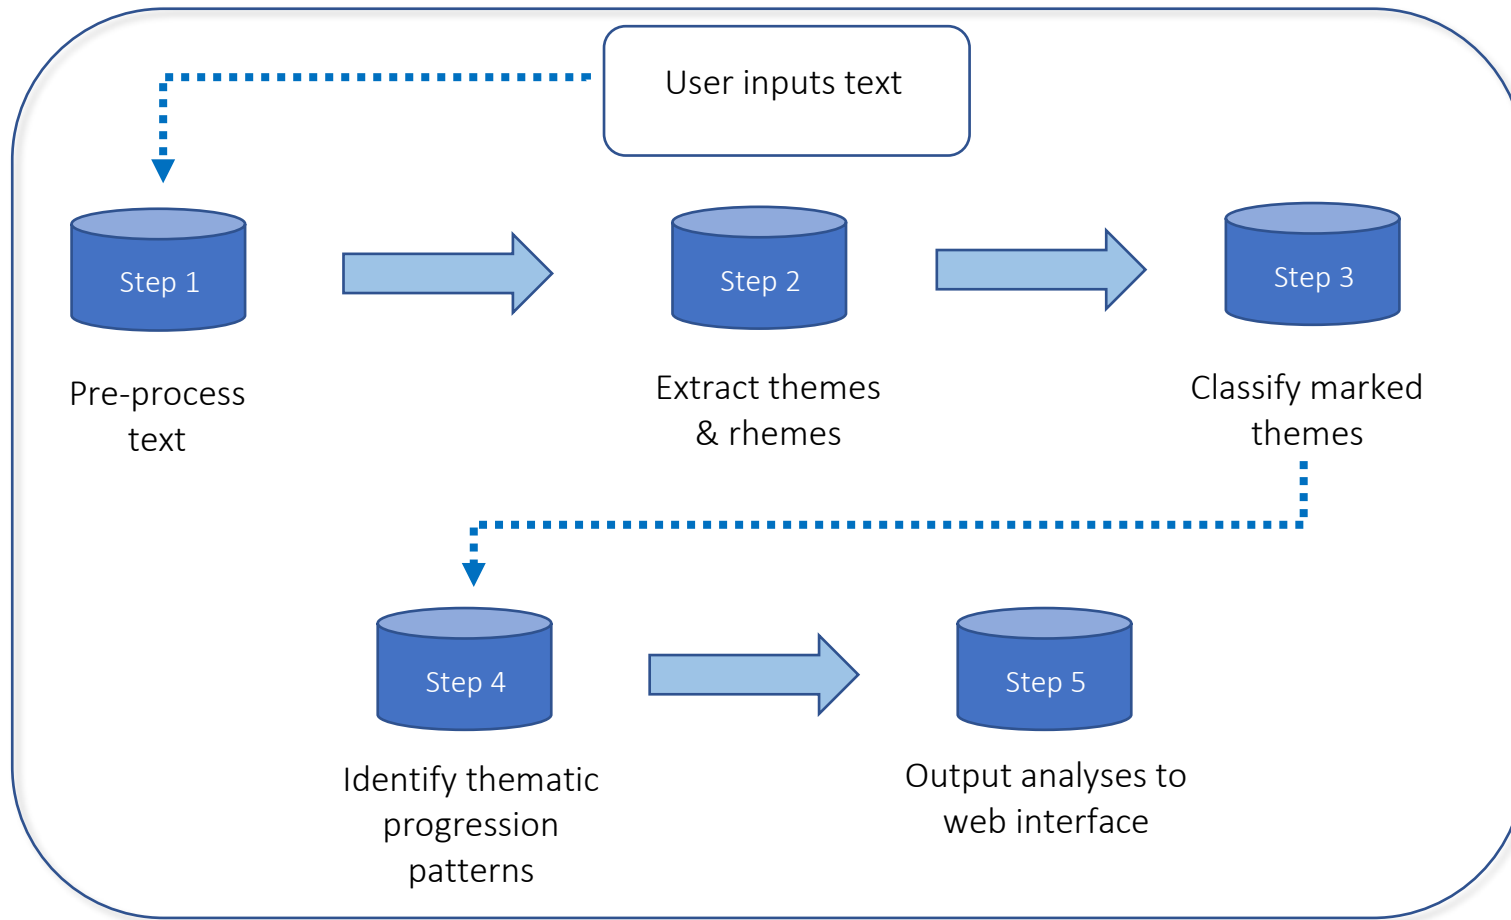 User inputs text
Step 1
Step 2
Step 3
Pre-process
text
Extract themes
& rhemes
Classify marked
themes
Step 4
Step 5
Identify thematic
progression
patterns
Output analyses to
web interface